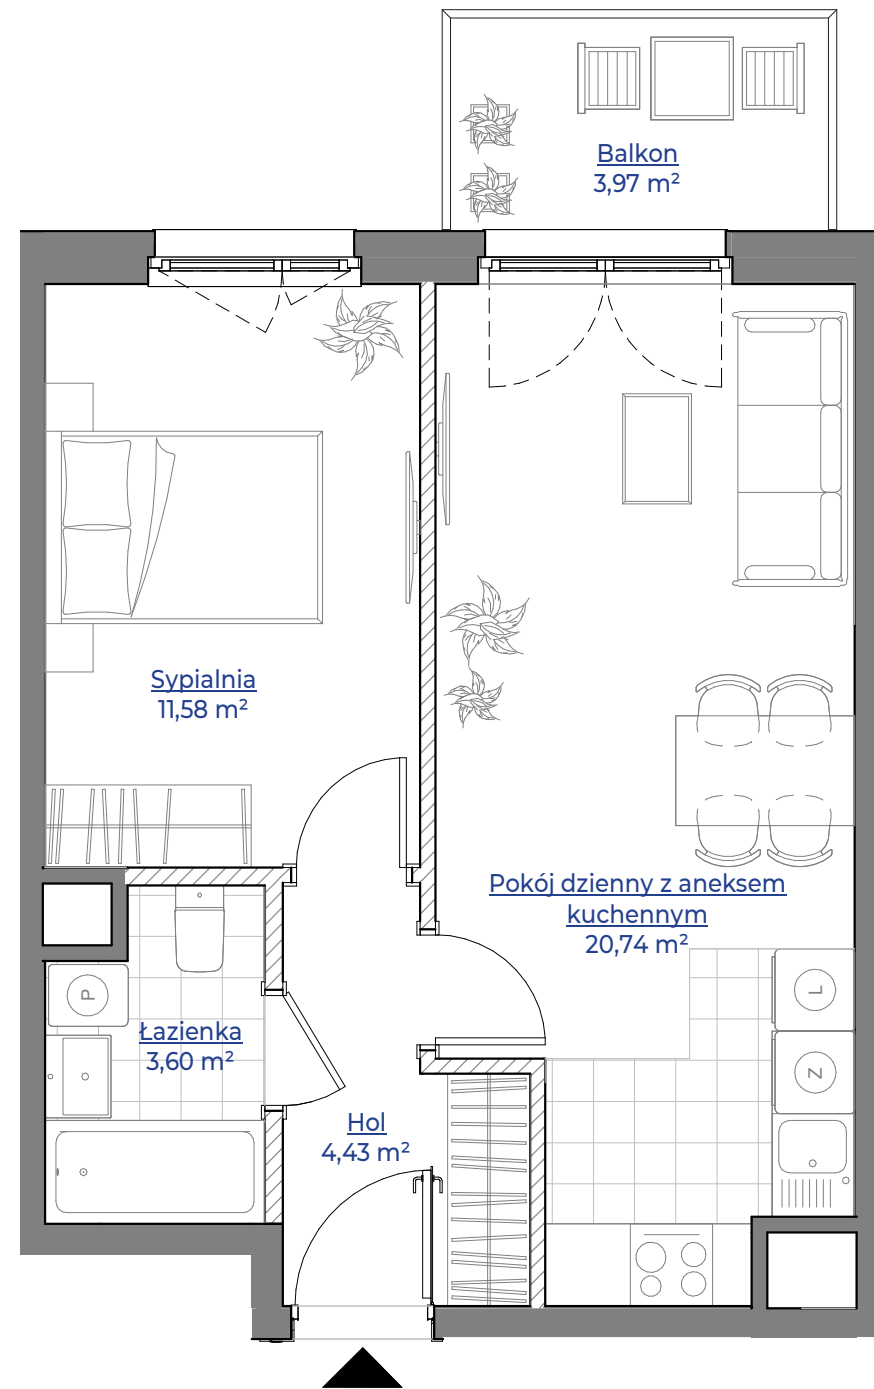 Balkon
3,97 m²
Sypialnia
11,58 m²
Pokój dzienny z aneksem
kuchennym
20,74 m²
P
L
Łazienka
3,60 m²
Z
Hol
4,43 m²